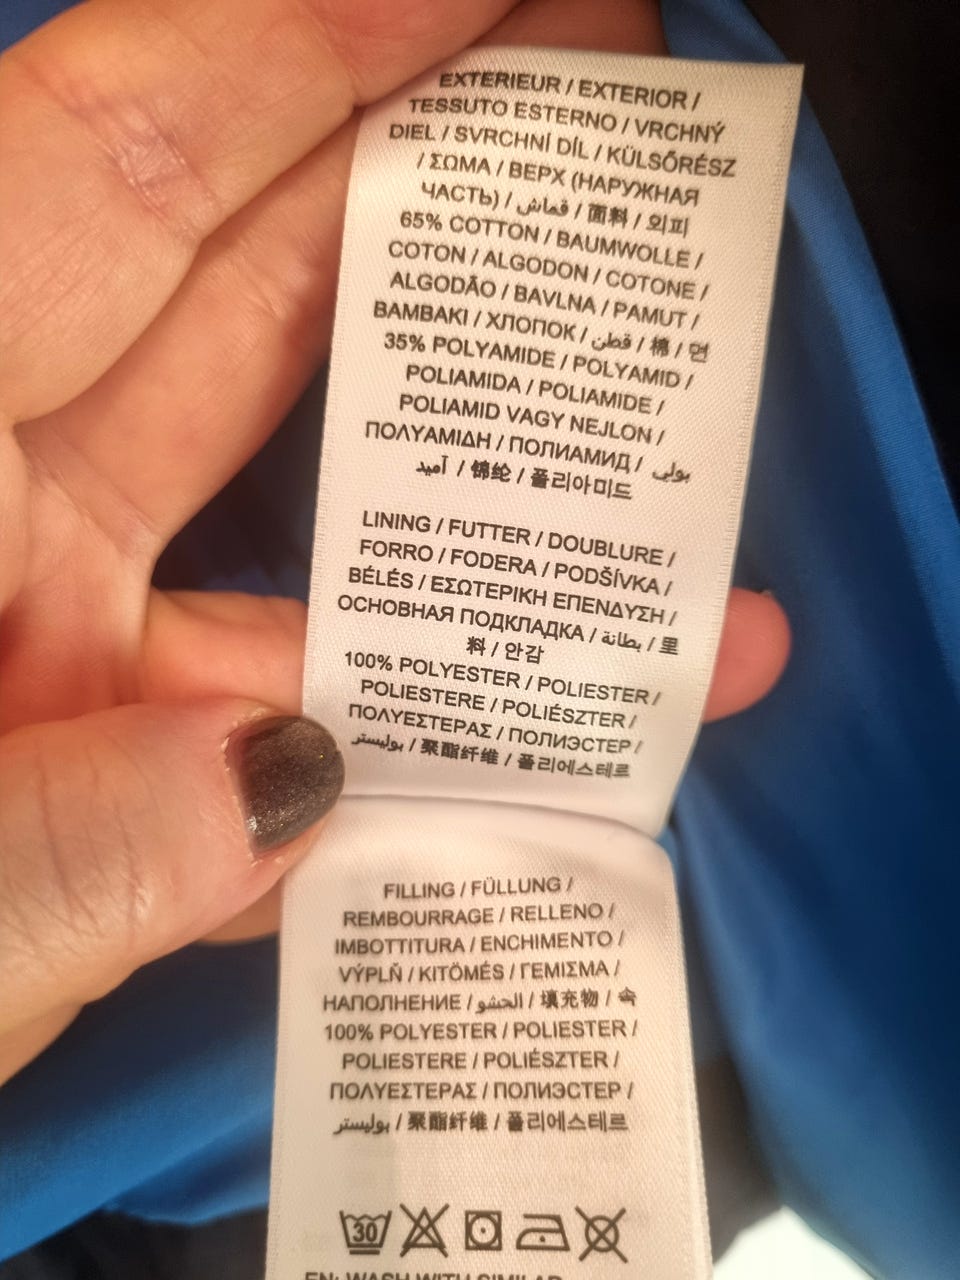 EXTERIEUR / EXTERIOR /
TESSUTO ESTERNO / VRCHNÝ
DIEL / SVRCHNÍ DÍL / KÜLSŐRÉSZ
/ ΣΩΜΑ / ВЕРХ (НАРУЖНАЯ
ЧАСТЬ) / قماش / 面料 / 외피
65% COTTON / BAUMWOLLE /
COTON / ALGODON / COTONE /
ALGODÃO / BAVLNA / PAMUT /
ΒΑΜΒΑΚΙ / ХЛОПОК / قطن / 棉 / 면
35% POLYAMIDE / POLYAMID /
POLIAMIDA / POLIAMIDE /
POLIAMID VAGY NEJLON /
ΠΟΛΥΑΜΙΔΗ / ПОЛИАМИД / بولي
آميد / 锦纶 / 폴리아미드
LINING / FUTTER / DOUBLURE /
FORRO / FODERA / PODŠÍVKA /
BÉLÉS / ΕΣΩΤΕΡΙΚΗ ΕΠΕΝΔΥΣΗ /
ОСНОВНАЯ ПОДКЛАДКА / بطانة / 里
料 / 안감
100% POLYESTER / POLIESTER /
POLIESTERE / POLIÉSZTER /
ΠΟΛΥΕΣΤΕΡΑΣ / ПОЛИЭСТЕР /
بوليستر / 聚酯纤维 / 폴리에스테르
FILLING / FÜLLUNG /
REMBOURRAGE / RELLENO /
IMBOTTITURA / ENCHIMENTO /
VÝPLŇ / KITÖMÉS / ΓΕΜΙΣΜΑ /
НАПОЛНЕНИЕ / الحشو / 填充物 / 속
100% POLYESTER / POLIESTER /
POLIESTERE / POLIÉSZTER /
ΠΟΛΥΕΣΤΕΡΑΣ / ПОЛИЭСТЕР /
بوليستر / 聚酯纤维 / 폴리에스테르
30
EN: WASH WITH SIMILAR